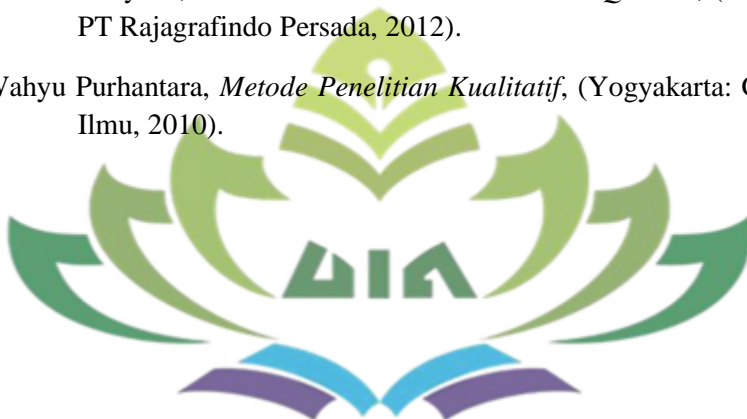 PT Rajagrafindo Persada, 2012).
Wahyu Purhantara, Metode Penelitian Kualitatif, (Yogyakarta:
Ilmu, 2010).
UIN